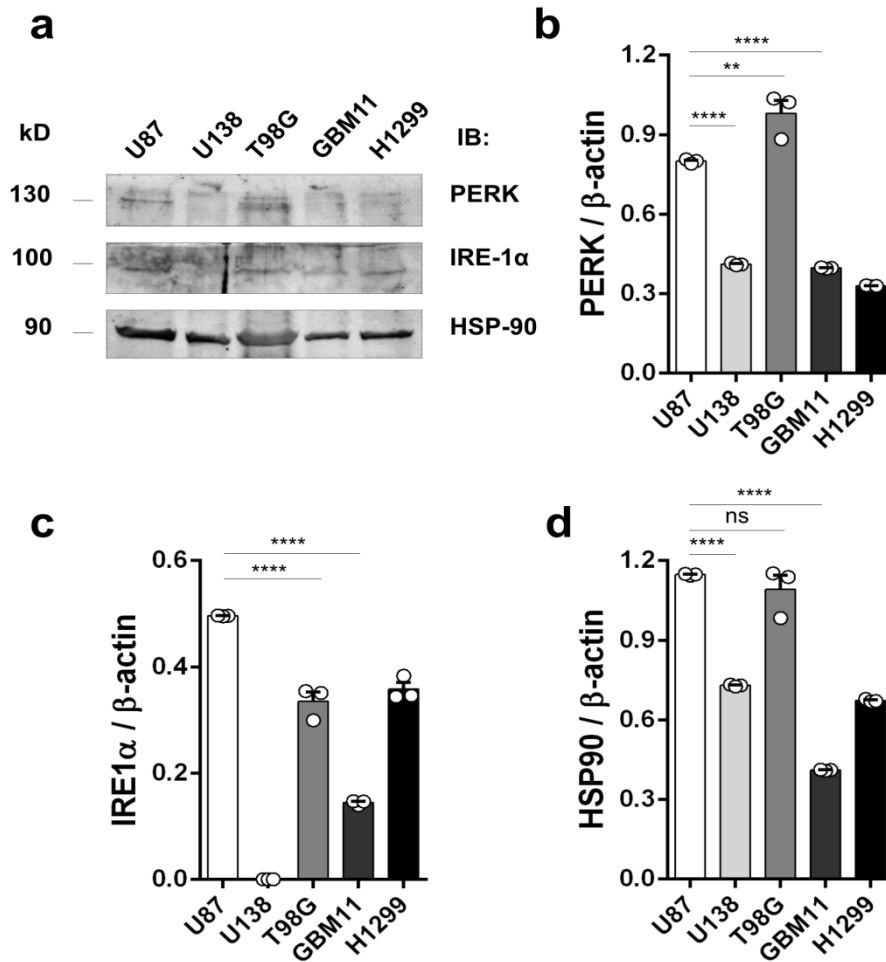 a
kD
U87
U138
T98G
GBM11
H1299
IB:
130
PERK
100
IRE-1α
90
HSP-90
b
PERK / β-actin
1.2
0.9
0.6
0.3
0.0
****
**
****
U87
U138
T98G
GBM11
H1299
c
IRE1α / β-actin
0.6
0.4
0.2
0.0
****
****
U87
U138
T98G
GBM11
H1299
d
HSP90 / β-actin
1.2
0.9
0.6
0.3
0.0
****
ns
****
U87
U138
T98G
GBM11
H1299